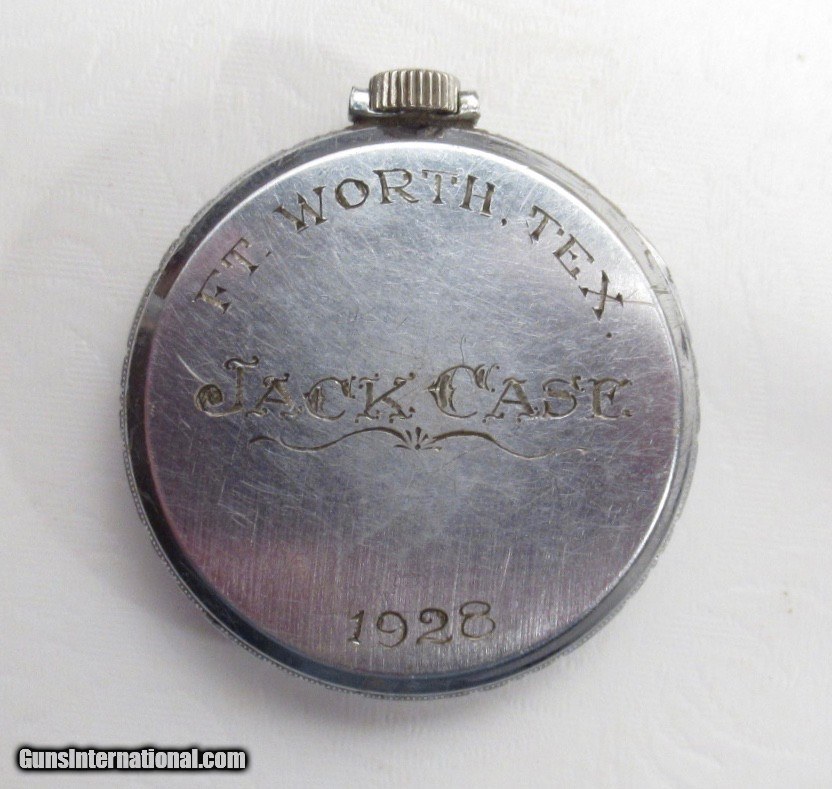 FT. WORTH, TEX.
JACK CASE
1928
GunsInternational.com